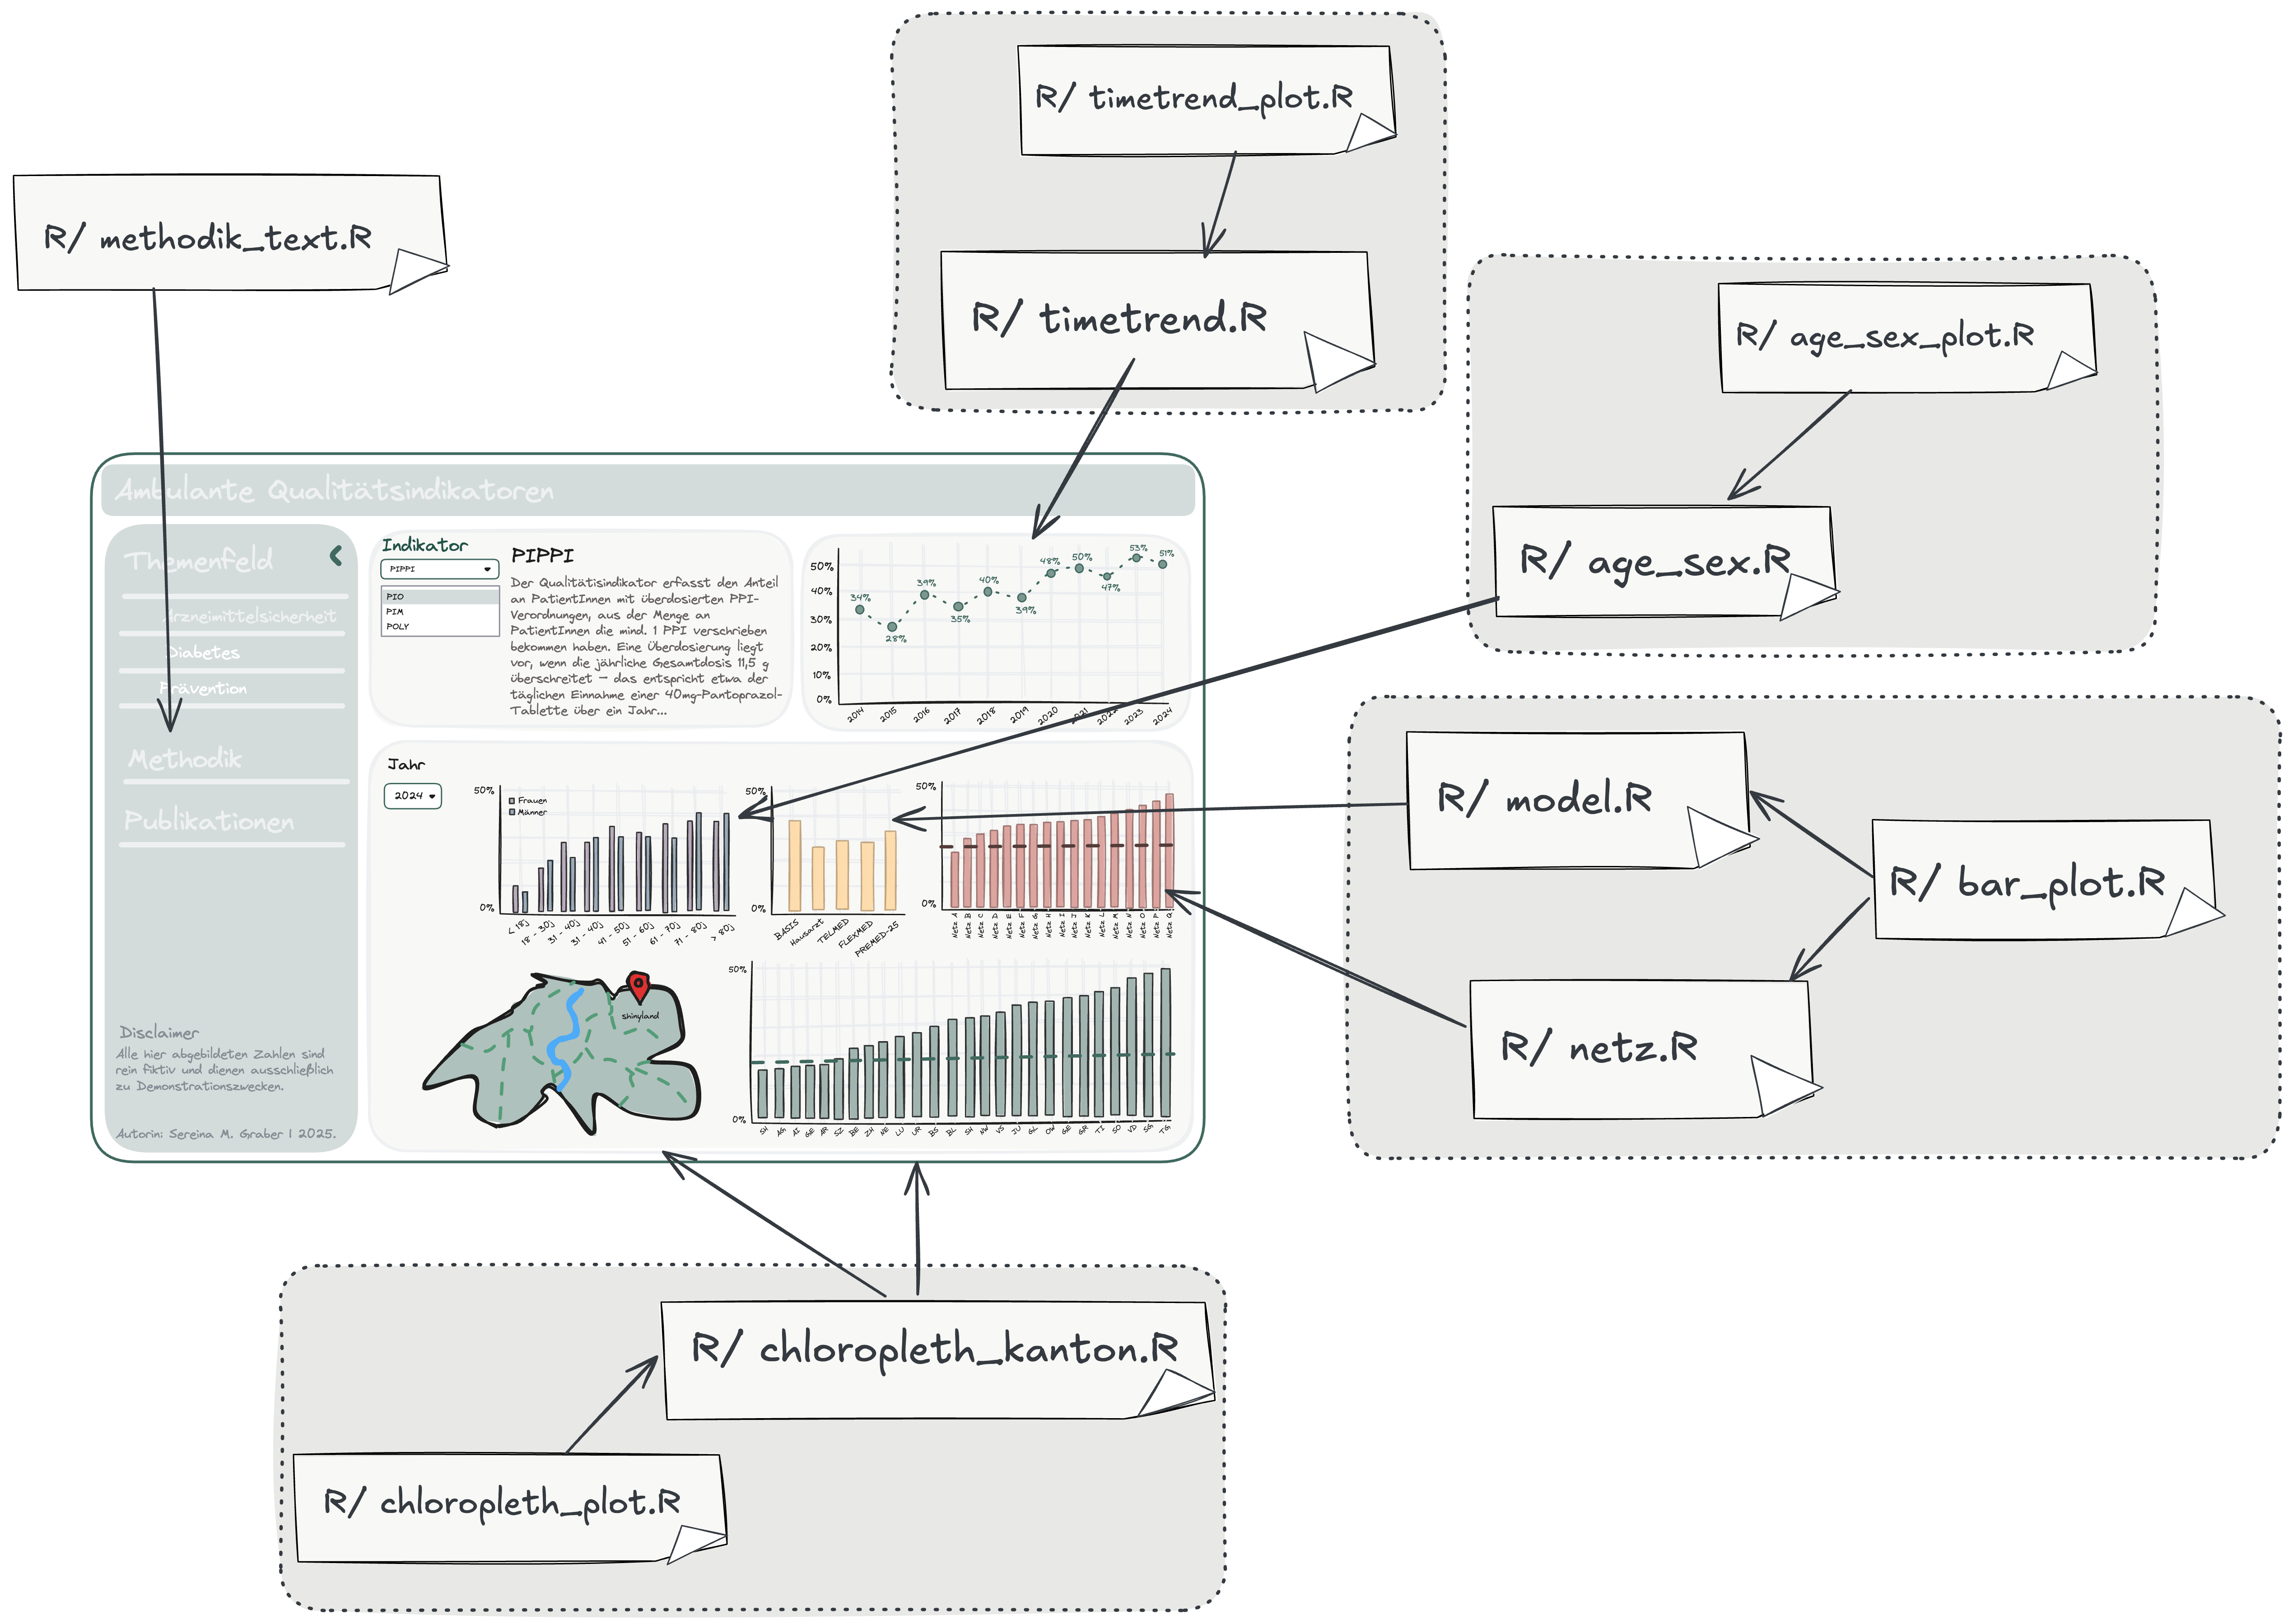 R/ timetrend_plot.R
R/ methodik_text.R
R/ timetrend.R
R/ age_sex_plot.R
R/ age_sex.R
R/ model.R
R/ bar_plot.R
R/ netz.R
R/ chloropleth_kanton.R
R/ chloropleth_plot.R
Ambulante Qualitätsindikatoren
Themenfeld
Arzneimittelsicherheit
Diabetes
Prävention
Methodik
Publikationen
Disclaimer
Alle hier abgebildeten Zahlen sind
rein fiktiv und dienen ausschließlich
zu Demonstrationszwecken.
Autorin: Sereina M. Graber | 2025.
Indikator
PIPPI
PIO
PIM
POLY
PIPPI
Der Qualitätsindikator erfasst den Anteil
an PatientInnen mit überdosierten PPI-
Verordnungen, aus der Menge an
PatientInnen die mind. 1 PPI verschrieben
bekommen haben. Eine Überdosierung liegt
vor, wenn die jährliche Gesamtdosis 11,5 g
überschreitet – das entspricht etwa der
täglichen Einnahme einer 40mg-Pantoprazol-
Tablette über ein Jahr...
50%
40%
30%
20%
10%
0%
34%
28%
39%
35%
40%
39%
48%
50%
47%
53%
51%
2014
2015
2016
2017
2018
2019
2020
2021
2022
2023
2024
Jahr
2024
50%
0%
Frauen
Männer
< 18j
18 - 30j
31 - 40j
31 - 40j
41 - 50j
51 - 60j
61 - 70j
71 - 80j
> 80j
50%
0%
BASIS
Hausarzt
TELMED
FLEXMED
PREMED-25
50%
0%
Netz A
Netz B
Netz C
Netz D
Netz E
Netz F
Netz G
Netz H
Netz I
Netz J
Netz K
Netz L
Netz M
Netz N
Netz O
Netz P
Netz Q
shinyland
50%
0%
SH
AG
AI
GE
AR
SZ
BE
ZH
NE
LU
UR
BS
BL
SH
NW
VS
JU
GL
OW
GE
GR
TI
SO
VD
SG
TG